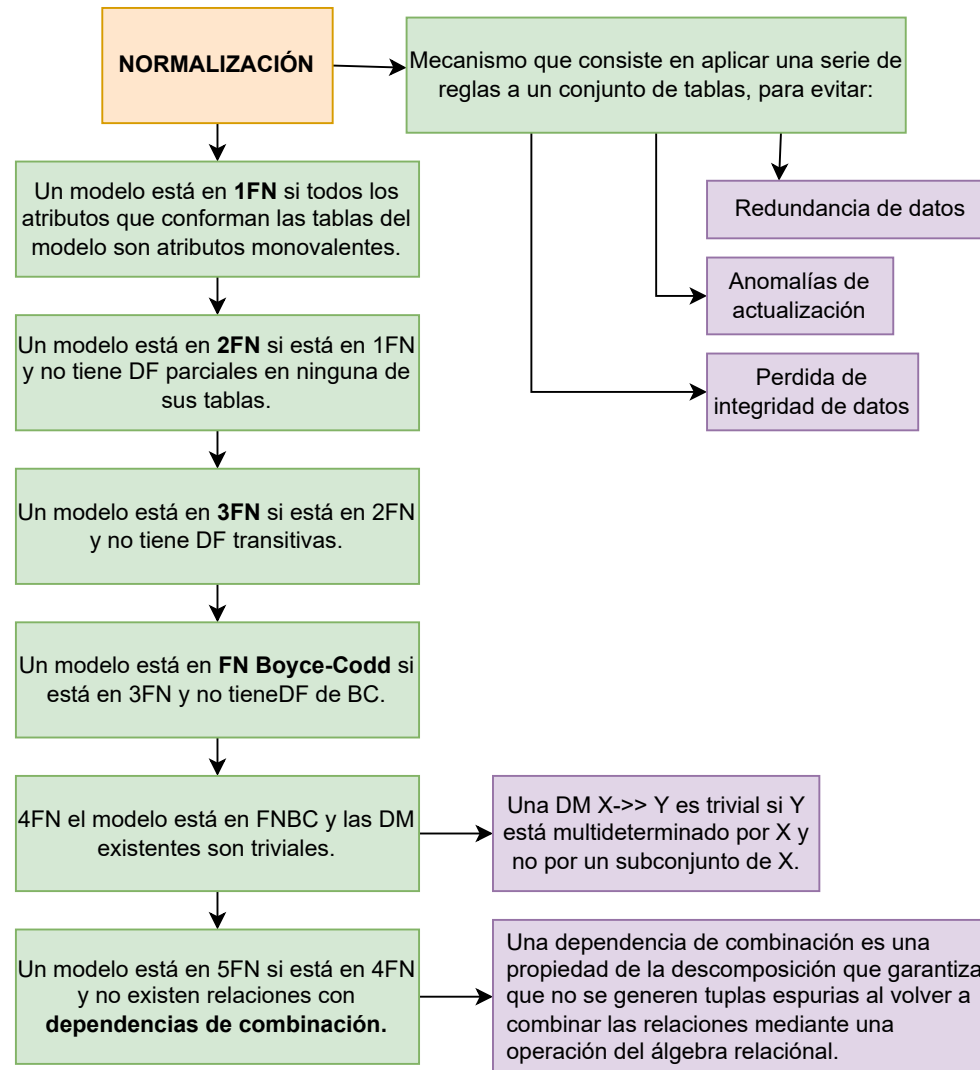 NORMALIZACIÓN
Mecanismo que consiste en aplicar una serie de
reglas a un conjunto de tablas, para evitar:
Un modelo está en 1FN si todos los
atributos que conforman las tablas del
modelo son atributos monovalentes.
Redundancia de datos
Anomalías de
actualización
Un modelo está en 2FN si está en 1FN
y no tiene DF parciales en ninguna de
sus tablas.
Perdida de
integridad de datos
Un modelo está en 3FN si está en 2FN
y no tiene DF transitivas.
Un modelo está en FN Boyce-Codd si
está en 3FN y no tieneDF de BC.
4FN el modelo está en FNBC y las DM
existentes son triviales.
Una DM X->> Y es trivial si Y
está multideterminado por X y
no por un subconjunto de X.
Un modelo está en 5FN si está en 4FN
y no existen relaciones con
dependencias de combinación.
Una dependencia de combinación es una
propiedad de la descomposición que garantiza
que no se generen tuplas espurias al volver a
combinar las relaciones mediante una
operación del álgebra relaciónal.